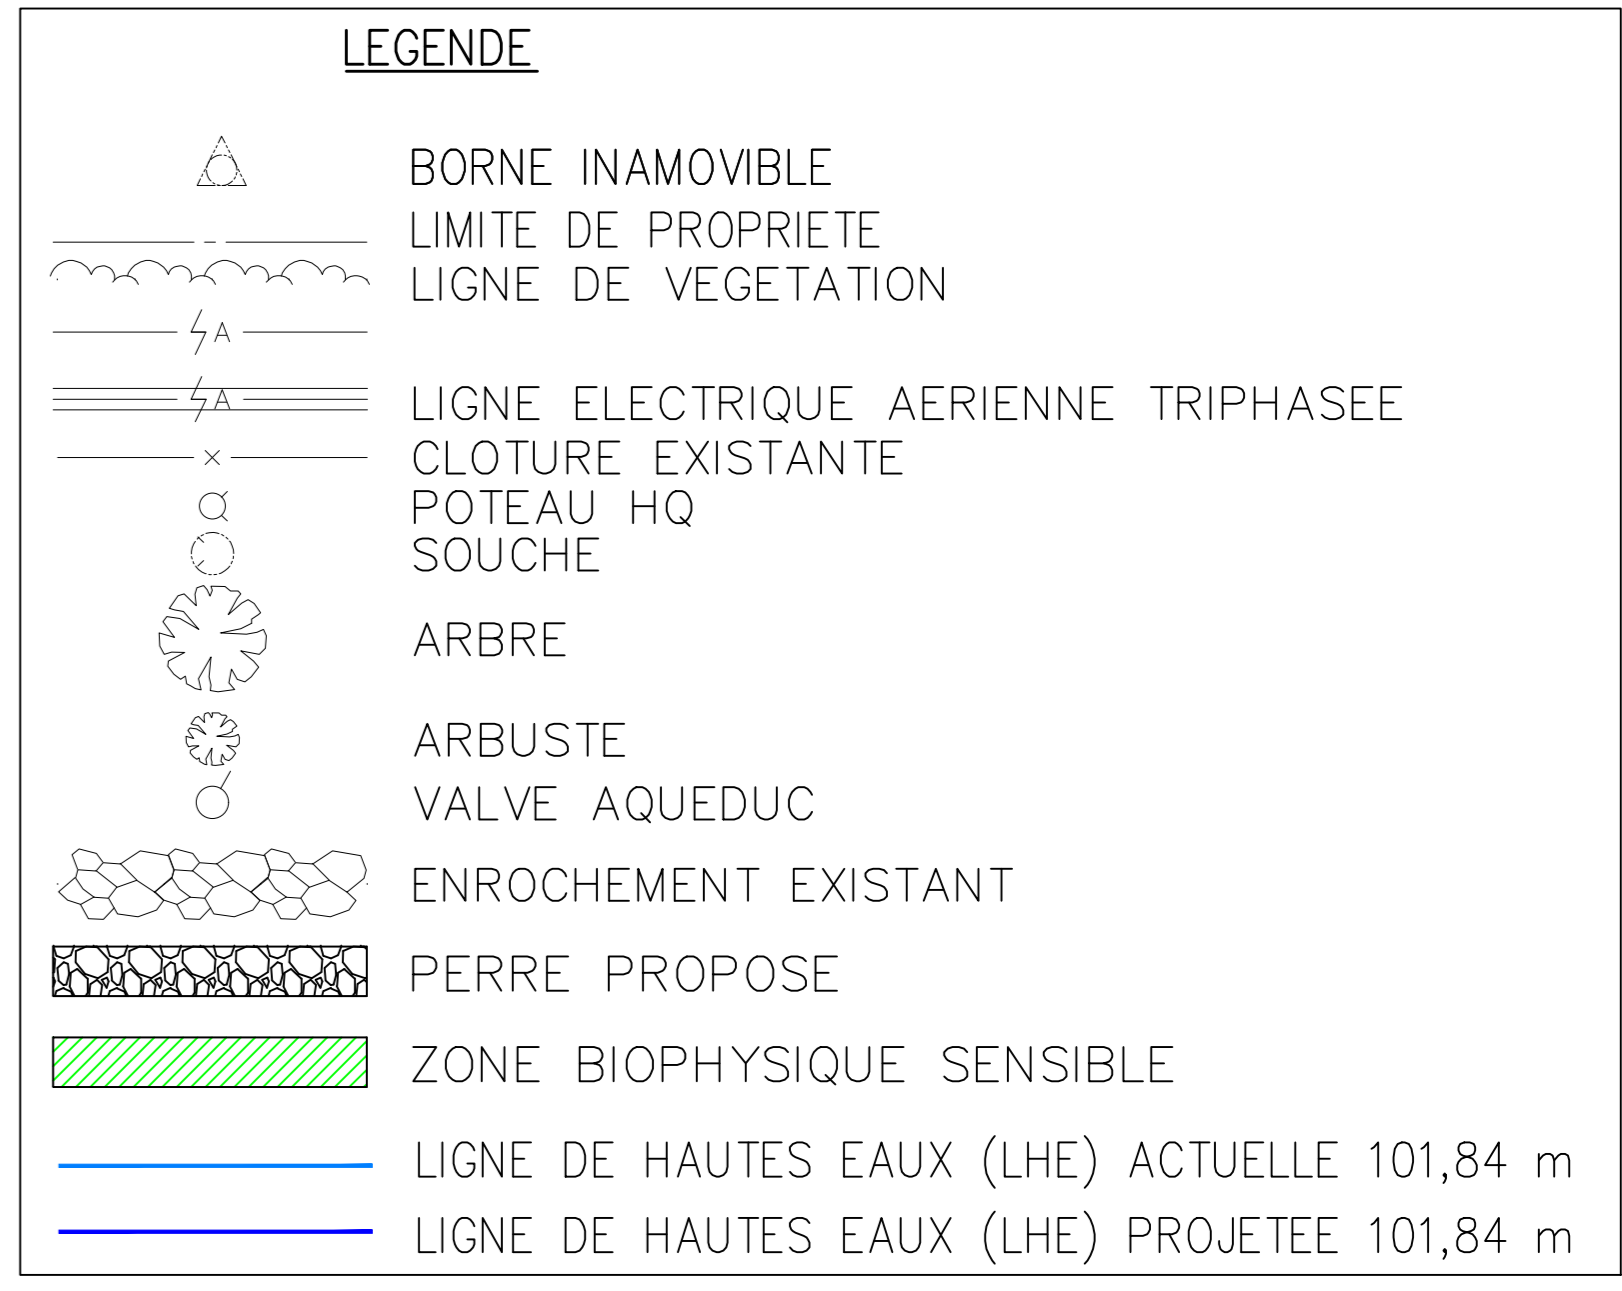 LEGENDE
BORNE INAMOVIBLE
LIMITE DE PROPRIETE
LIGNE DE VEGETATION
A
A LIGNE ELECTRIQUE AERIENNE TRIPHASEE
CLOTURE EXISTANTE
POTEAU HQ
SOUCHE
ARBRE
ARBUSTE
VALVE AQUEDUC
ENROCHEMENT EXISTANT
PERRE PROPOSE
ZONE BIOPHYSIQUE SENSIBLE
LIGNE DE HAUTES EAUX (LHE) ACTUELLE 101,84 m
LIGNE DE HAUTES EAUX (LHE) PROJETEE 101,84 m